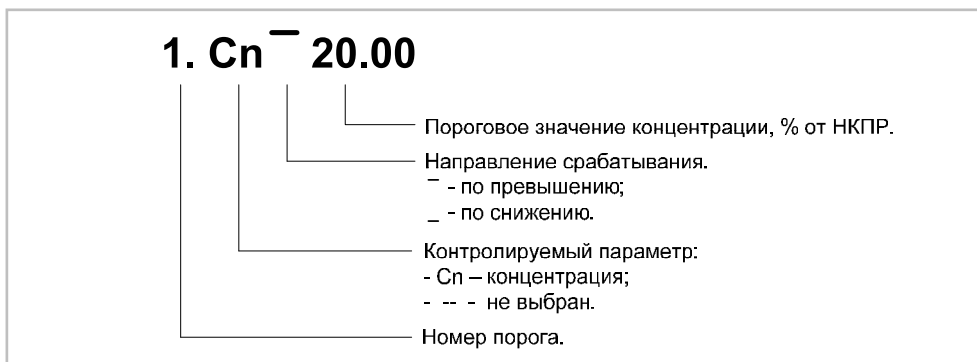 1. Cn ¯ 20.00
Пороговое значение концентрации, % от НКПР.
Направление срабатывания.
¯ - по превышению;
_ - по снижению.
Контролируемый параметр:
- Cn – концентрация;
- -- - не выбран.
Номер порога.